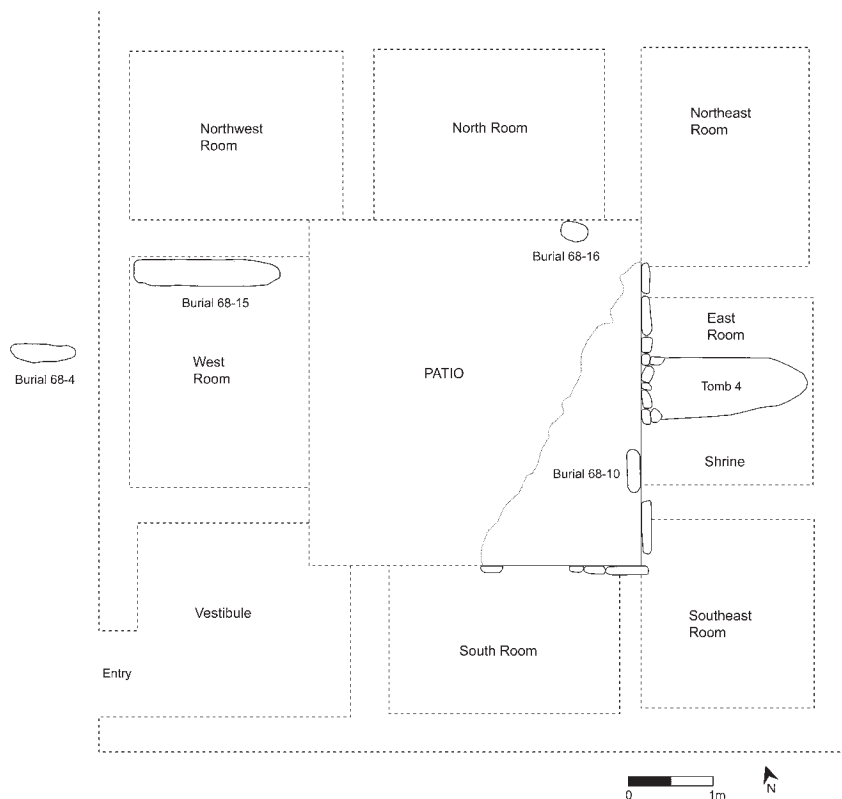 Northwest
Room
North Room
Northeast
Room
Burial 68-16
Burial 68-15
East
Room
West
Room
PATIO
Tomb 4
Burial 68-4
Shrine
Burial 68-10
Vestibule
Southeast
Room
South Room
Entry
0
1m
N